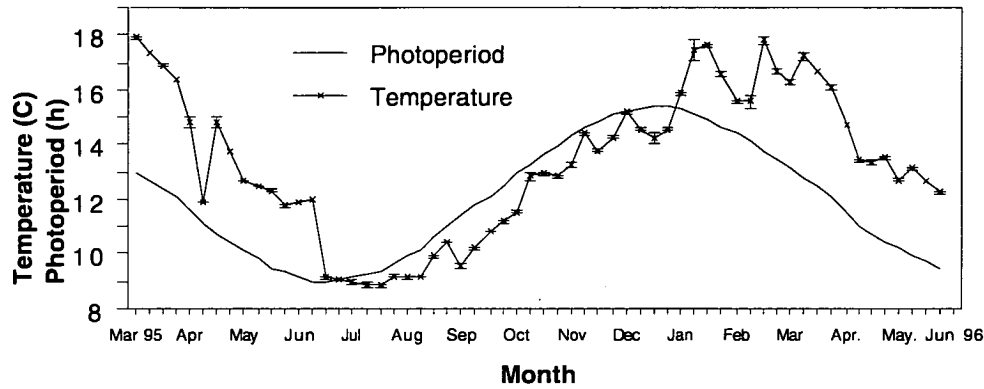 Temperature (C)
Photoperiod (h)
18
16
14
12
10
8
Photoperiod
Temperature
Mar 95 Apr May Jun Jul Aug Sep Oct Nov Dec Jan Feb Mar Apr. May. Jun 96
Month